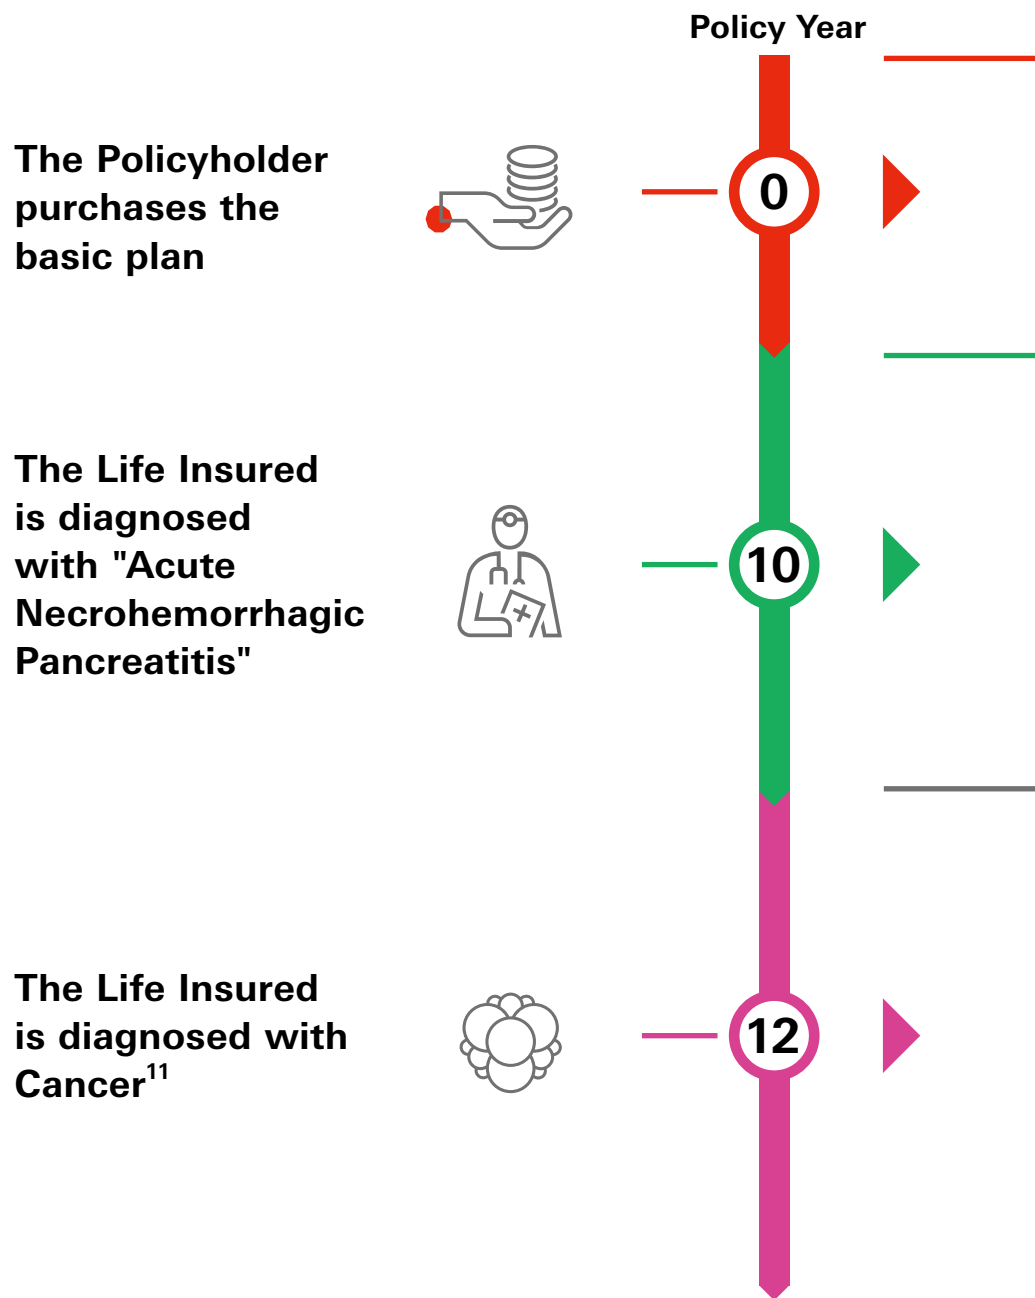 Policy Year
The Policyholder
purchases the
basic plan
0
The Life Insured
is diagnosed
with "Acute
Necrohemorrhagic
Pancreatitis"
10
The Life Insured
is diagnosed with
Cancer11
12